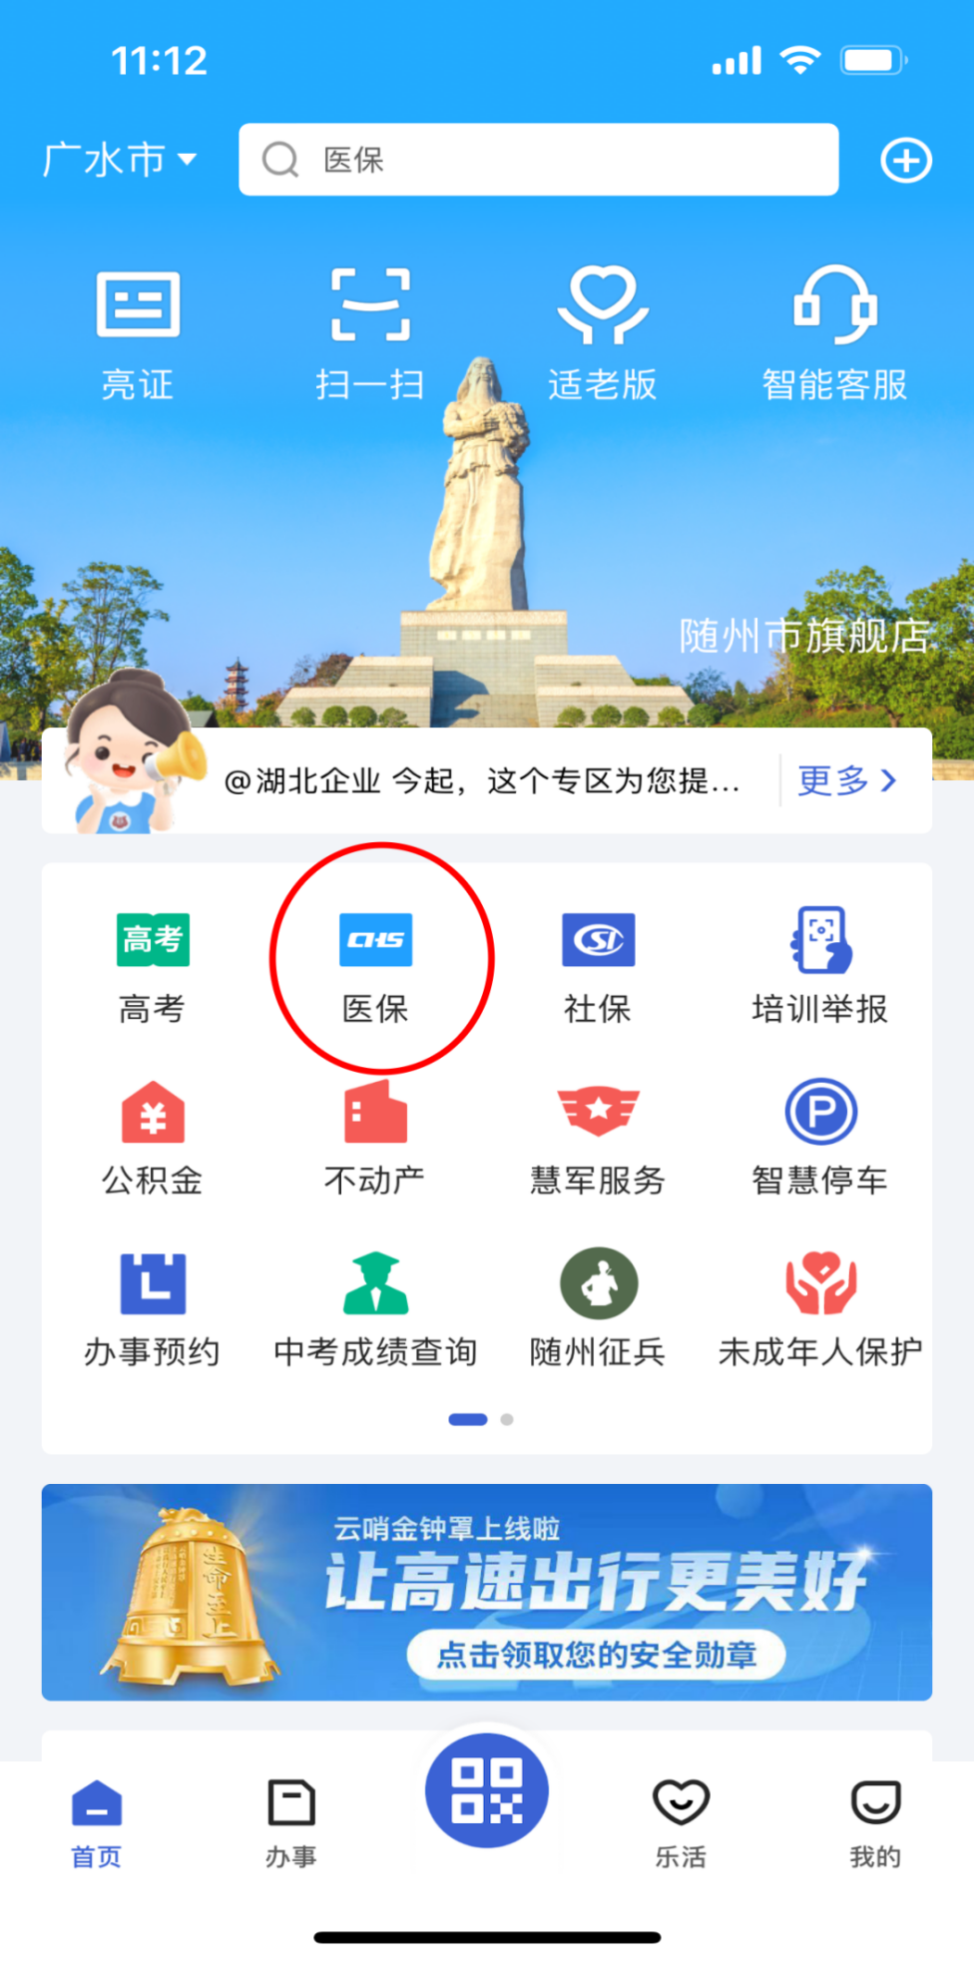 11:12
广水市
医保
亮证
扫一扫
适老版
智能客服
随州市旗舰店
@湖北企业 今起，这个专区为您提...
更多
高考
CHS
SI
高考
医保
社保
培训举报
¥
P
公积金
不动产
慧军服务
智慧停车
办事预约
中考成绩查询
随州征兵
未成年人保护
云哨金钟罩上线啦
让高速出行更美好
生命至上
点击领取您的安全勋章
首页
办事
乐活
我的